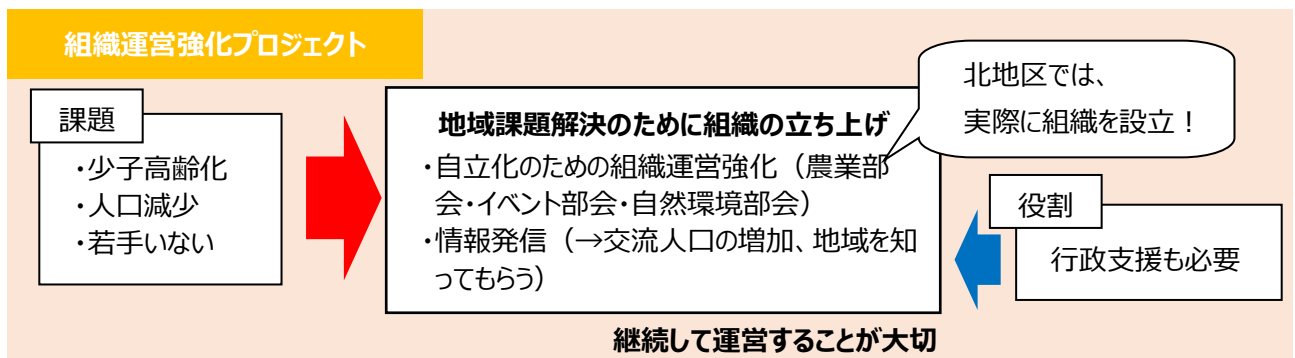 組織運営強化プロジェクト
課題
・少子高齢化
・人口減少
・若手いない
地域課題解決のために組織の立ち上げ
・自立化のための組織運営強化（農業部
会・イベント部会・自然環境部会）
・情報発信（→交流人口の増加、地域を知
ってもらう）
北地区では、
実際に組織を設立！
役割
行政支援も必要
継続して運営することが大切